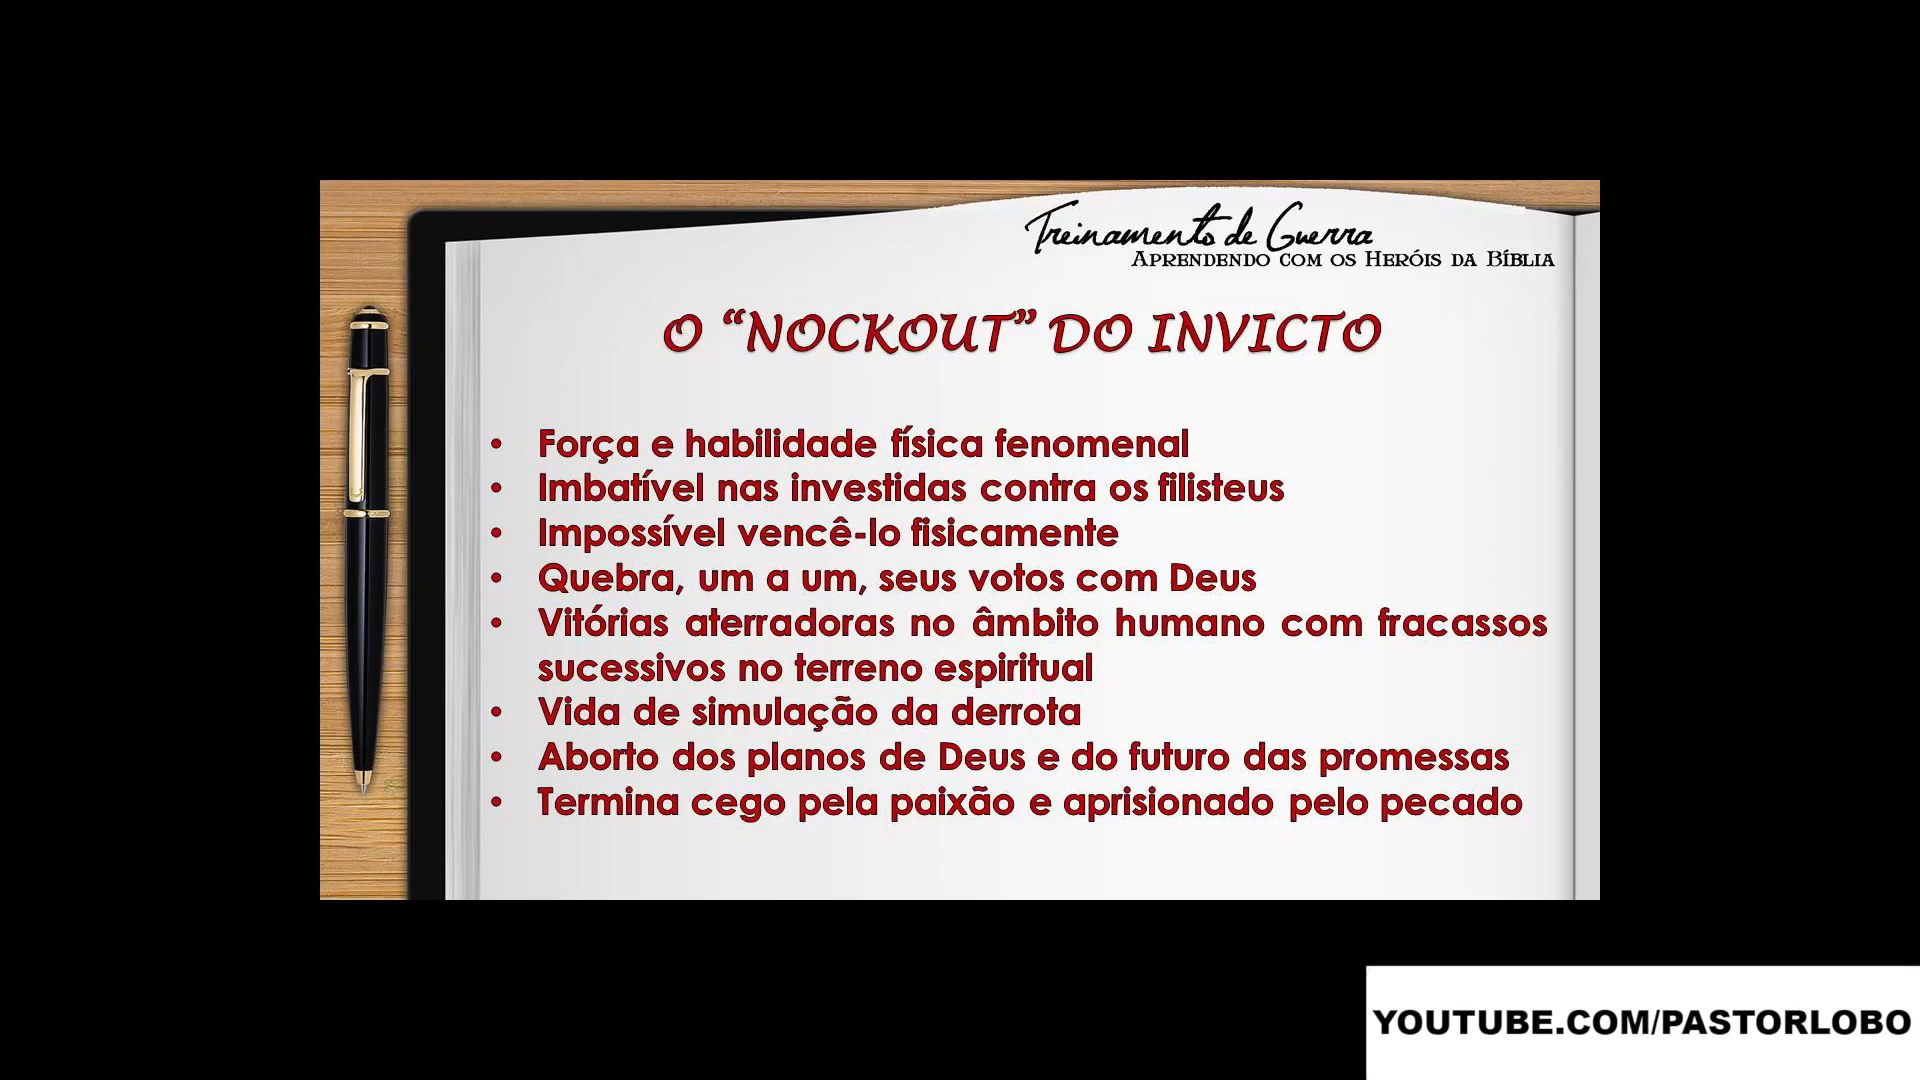 Treinamento de Guerra
Aprendendo com os Heróis da Bíblia
O “NOCKOUT” DO INVICTO
• Força e habilidade física fenomenal
• Imbatível nas investidas contra os filisteus
• Impossível vencê-lo fisicamente
• Quebra, um a um, seus votos com Deus
• Vitórias aterradoras no âmbito humano com fracassos
sucessivos no terreno espiritual
• Vida de simulação da derrota
• Aborto dos planos de Deus e do futuro das promessas
• Termina cego pela paixão e aprisionado pelo pecado
YOUTUBE.COM/PASTORLOBO